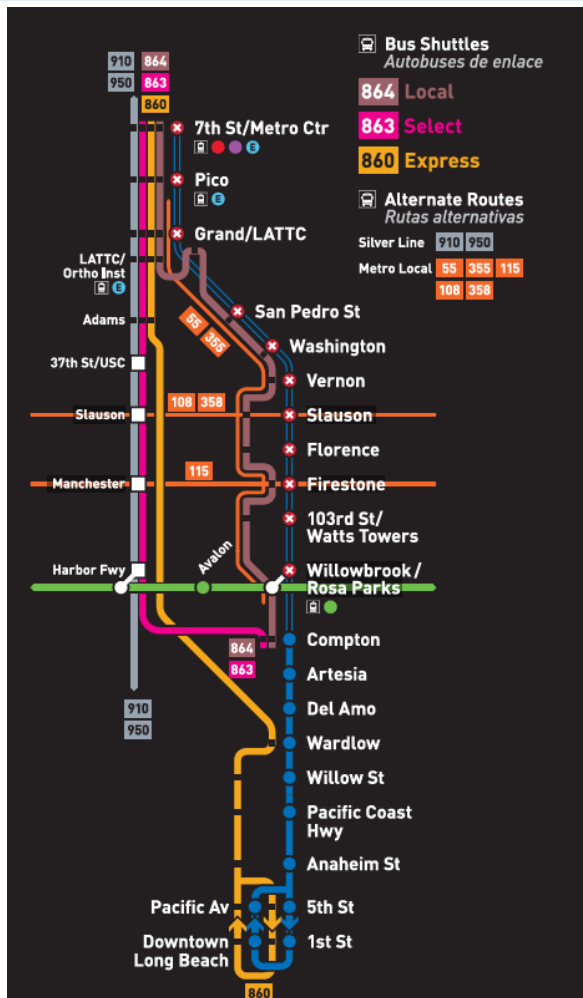 910 864
950 863
860
Bus Shuttles
Autobuses de enlace
864 Local
863 Select
860 Express
Alternate Routes
Rutas alternativas
Silver Line 910 950
Metro Local 55 355 115
108 358
7th St/Metro Ctr
E
Pico
E
Grand/LATTC
LATTC/
Ortho Inst
E
San Pedro St
Adams
55 355
Washington
37th St/USC
Vernon
108 358
Slauson
Slauson
Florence
115
Manchester
Firestone
103rd St/
Watts Towers
Avalon
Harbor Fwy
Willowbrook/
Rosa Parks
Compton
864
863
Artesia
910
950
Del Amo
Wardlow
Willow St
Pacific Coast
Hwy
Anaheim St
Pacific Av
5th St
Downtown
Long Beach
1st St
860